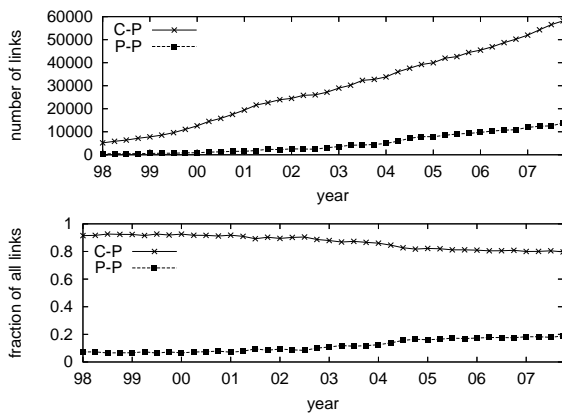 60000
50000
40000
30000
20000
10000
0
C-P
P-P
number of links
98 99 00 01 02 03 04 05 06 07
year
1
0.8
0.6
0.4
0.2
0
C-P
P-P
fraction of all links
98 99 00 01 02 03 04 05 06 07
year